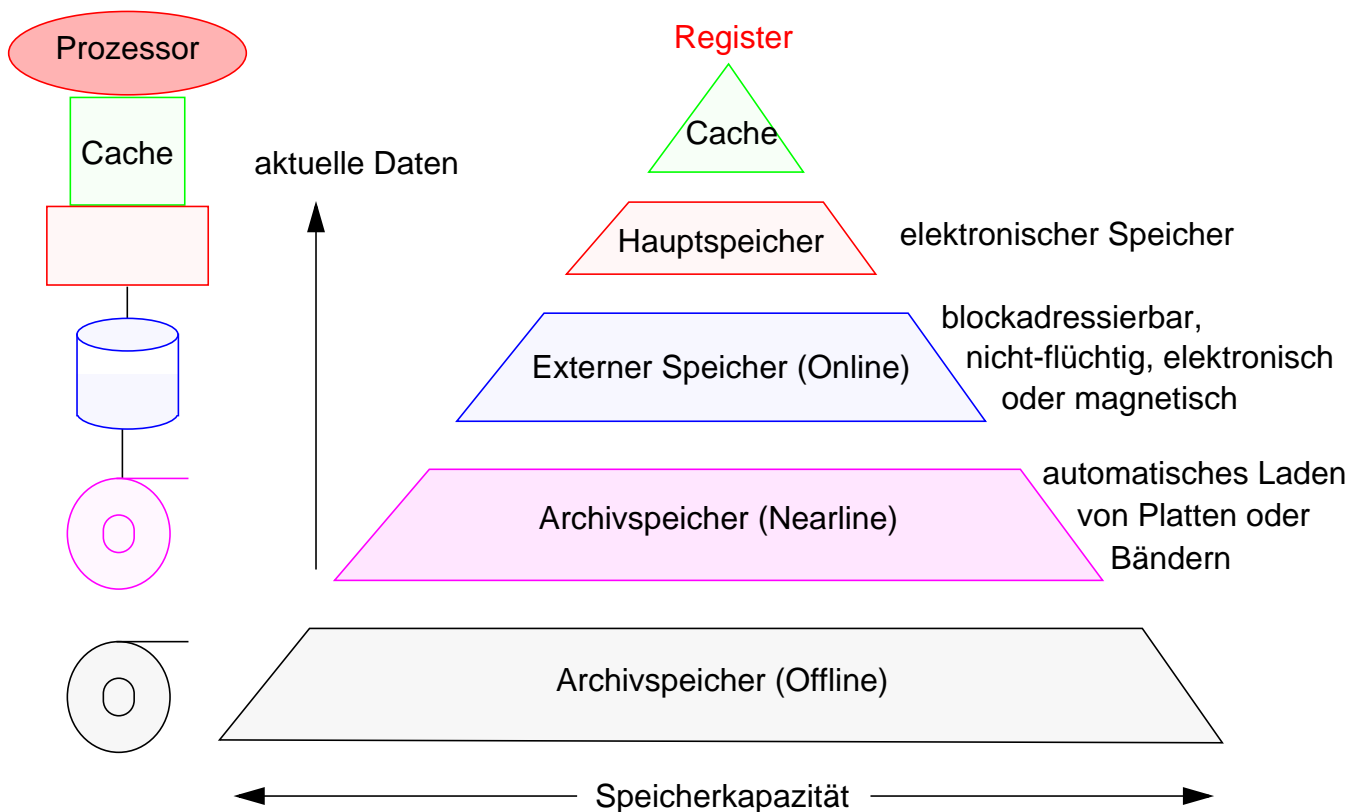 Prozessor
Register
Cache
Cache
aktuelle Daten
Hauptspeicher
elektronischer Speicher
Externer Speicher (Online)
blockadressierbar,
nicht-flüchtig, elektronisch
oder magnetisch
Archivspeicher (Nearline)
automatisches Laden
von Platten oder
Bändern
Archivspeicher (Offline)
Speicherkapazität